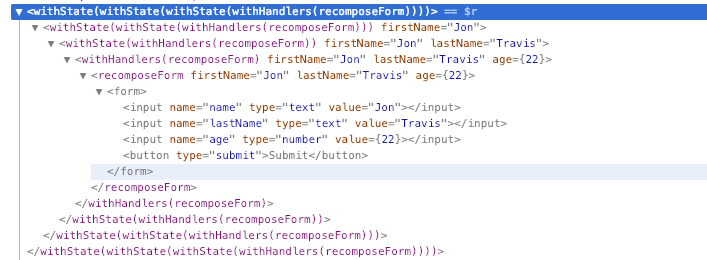 ▼ <withState(withState(withState(withHandlers(recomposeForm))))> == $r
▼ <withState(withState(withHandlers(recomposeForm))) firstName="Jon">
▼ <withState(withHandlers(recomposeForm)) firstName="Jon" lastName="Travis">
▼ <withHandlers(recomposeForm) firstName="Jon" lastName="Travis" age={22}>
▼ <recomposeForm firstName="Jon" lastName="Travis" age={22}>
▼ <form>
<input name="name" type="text" value="Jon"></input>
<input name="lastName" type="text" value="Travis"></input>
<input name="age" type="number" value={22}></input>
<button type="submit">Submit</button>
</form>
</recomposeForm>
</withHandlers(recomposeForm)>
</withState(withHandlers(recomposeForm))>
</withState(withState(withHandlers(recomposeForm)))>
</withState(withState(withState(withHandlers(recomposeForm))))>